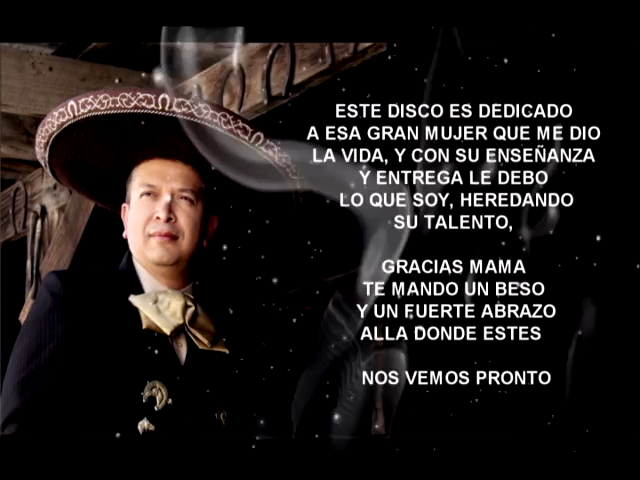 ESTE DISCO ES DEDICADO
A ESA GRAN MUJER QUE ME DIO
LA VIDA, Y CON SU ENSEÑANZA
Y ENTREGA LE DEBO
LO QUE SOY, HEREDANDO
SU TALENTO,
GRACIAS MAMA
TE MANDO UN BESO
Y UN FUERTE ABRAZO
ALLA DONDE ESTES
NOS VEMOS PRONTO